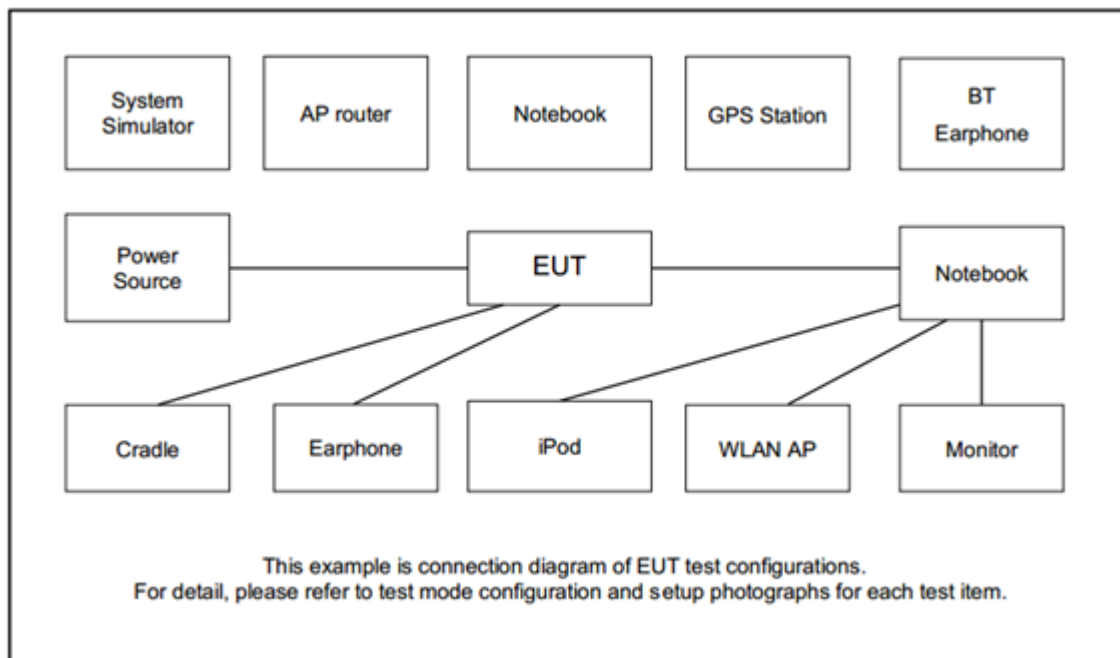 System
Simulator
AP router
Notebook
GPS Station
BT
Earphone
Power
Source
EUT
Notebook
Cradle
Earphone
iPod
WLAN AP
Monitor
This example is connection diagram of EUT test configurations.
For detail, please refer to test mode configuration and setup photographs for each test item.